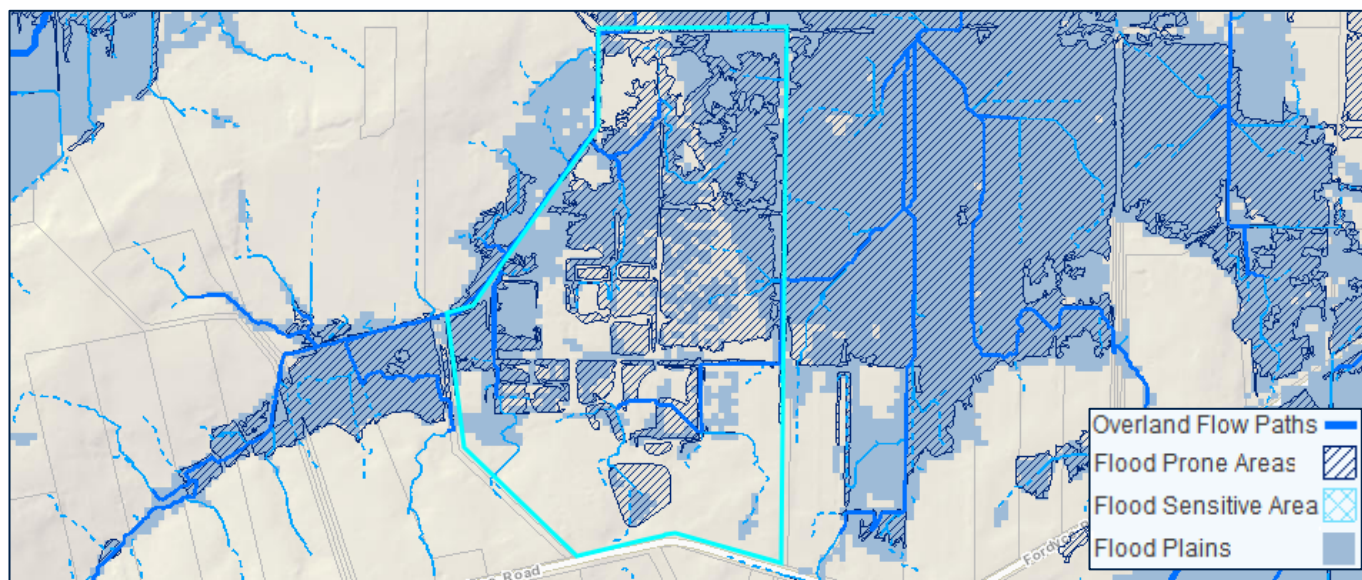 Road
Overland Flow Paths
Flood Prone Areas
Flood Sensitive Area
Flood Plains